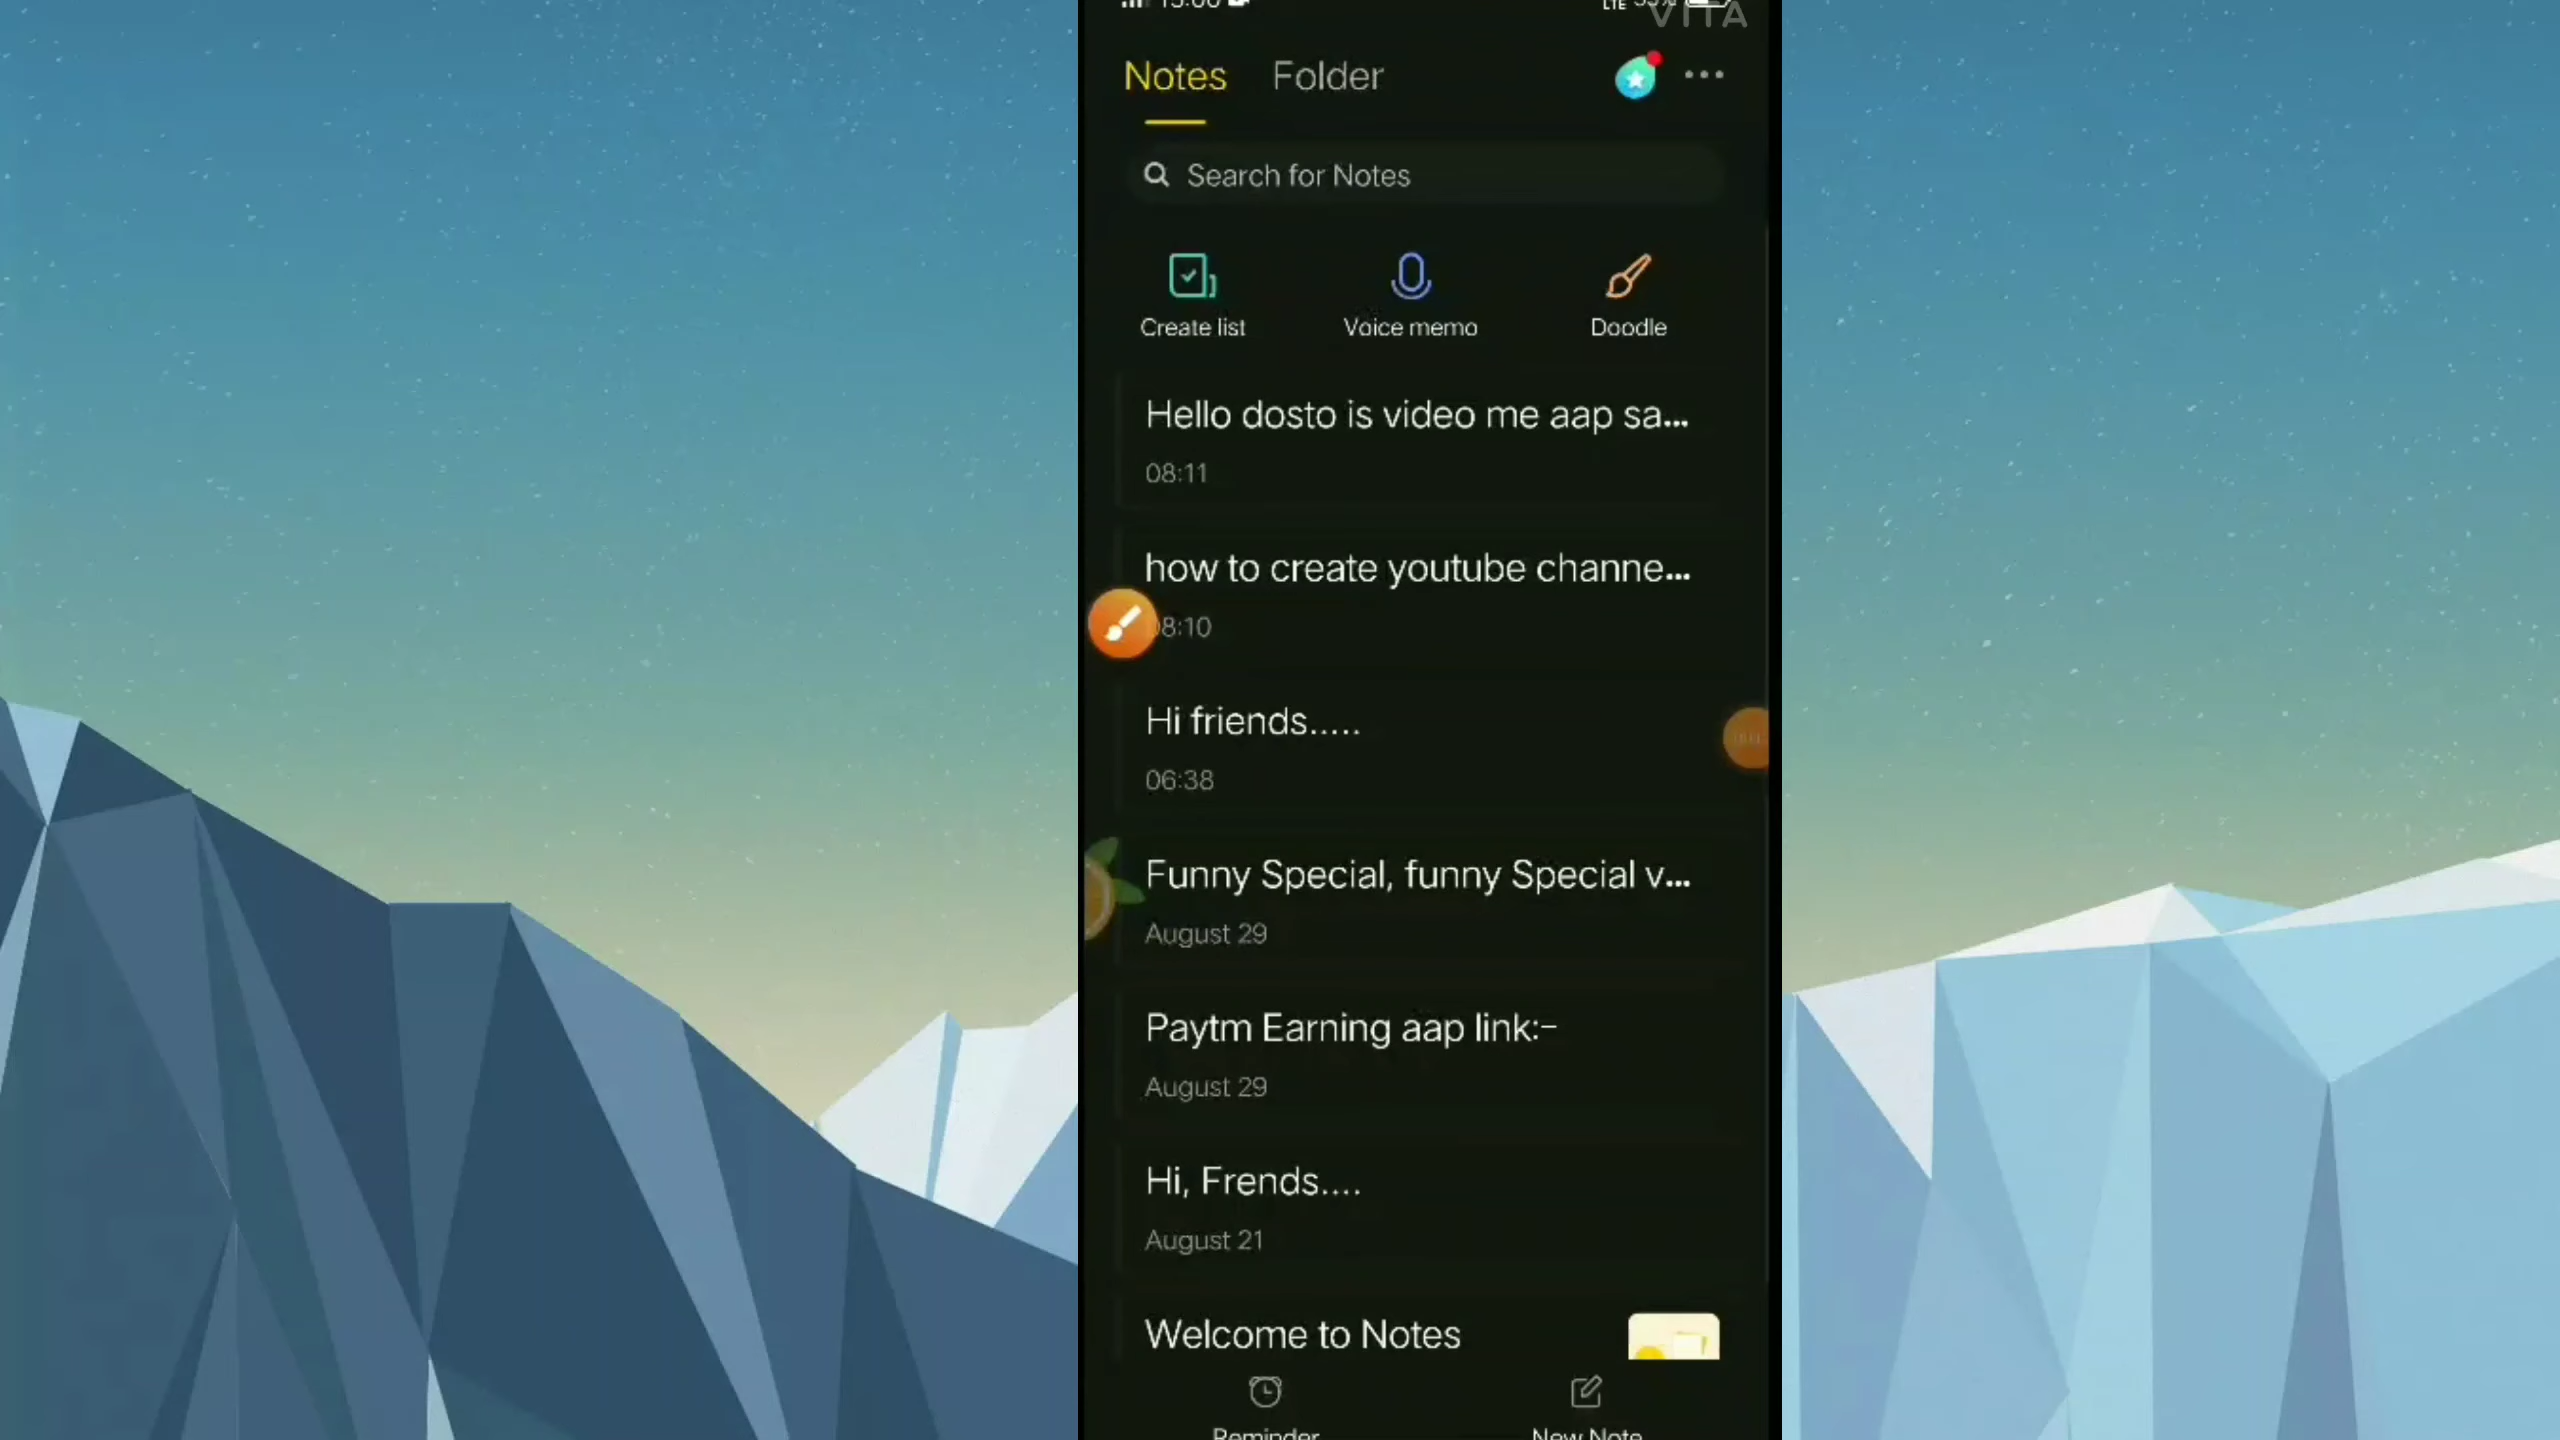 VITA
Notes Folder
Search for Notes
Create list Voice memo Doodle
Hello dosto is video me aap sa...
08:11
how to create youtube channe...
8:10
Hi friends.....
06:38
Funny Special, funny Special v...
August 29
Paytm Earning aap link:-
August 29
Hi, Frends....
August 21
Welcome to Notes
Reminder New Note